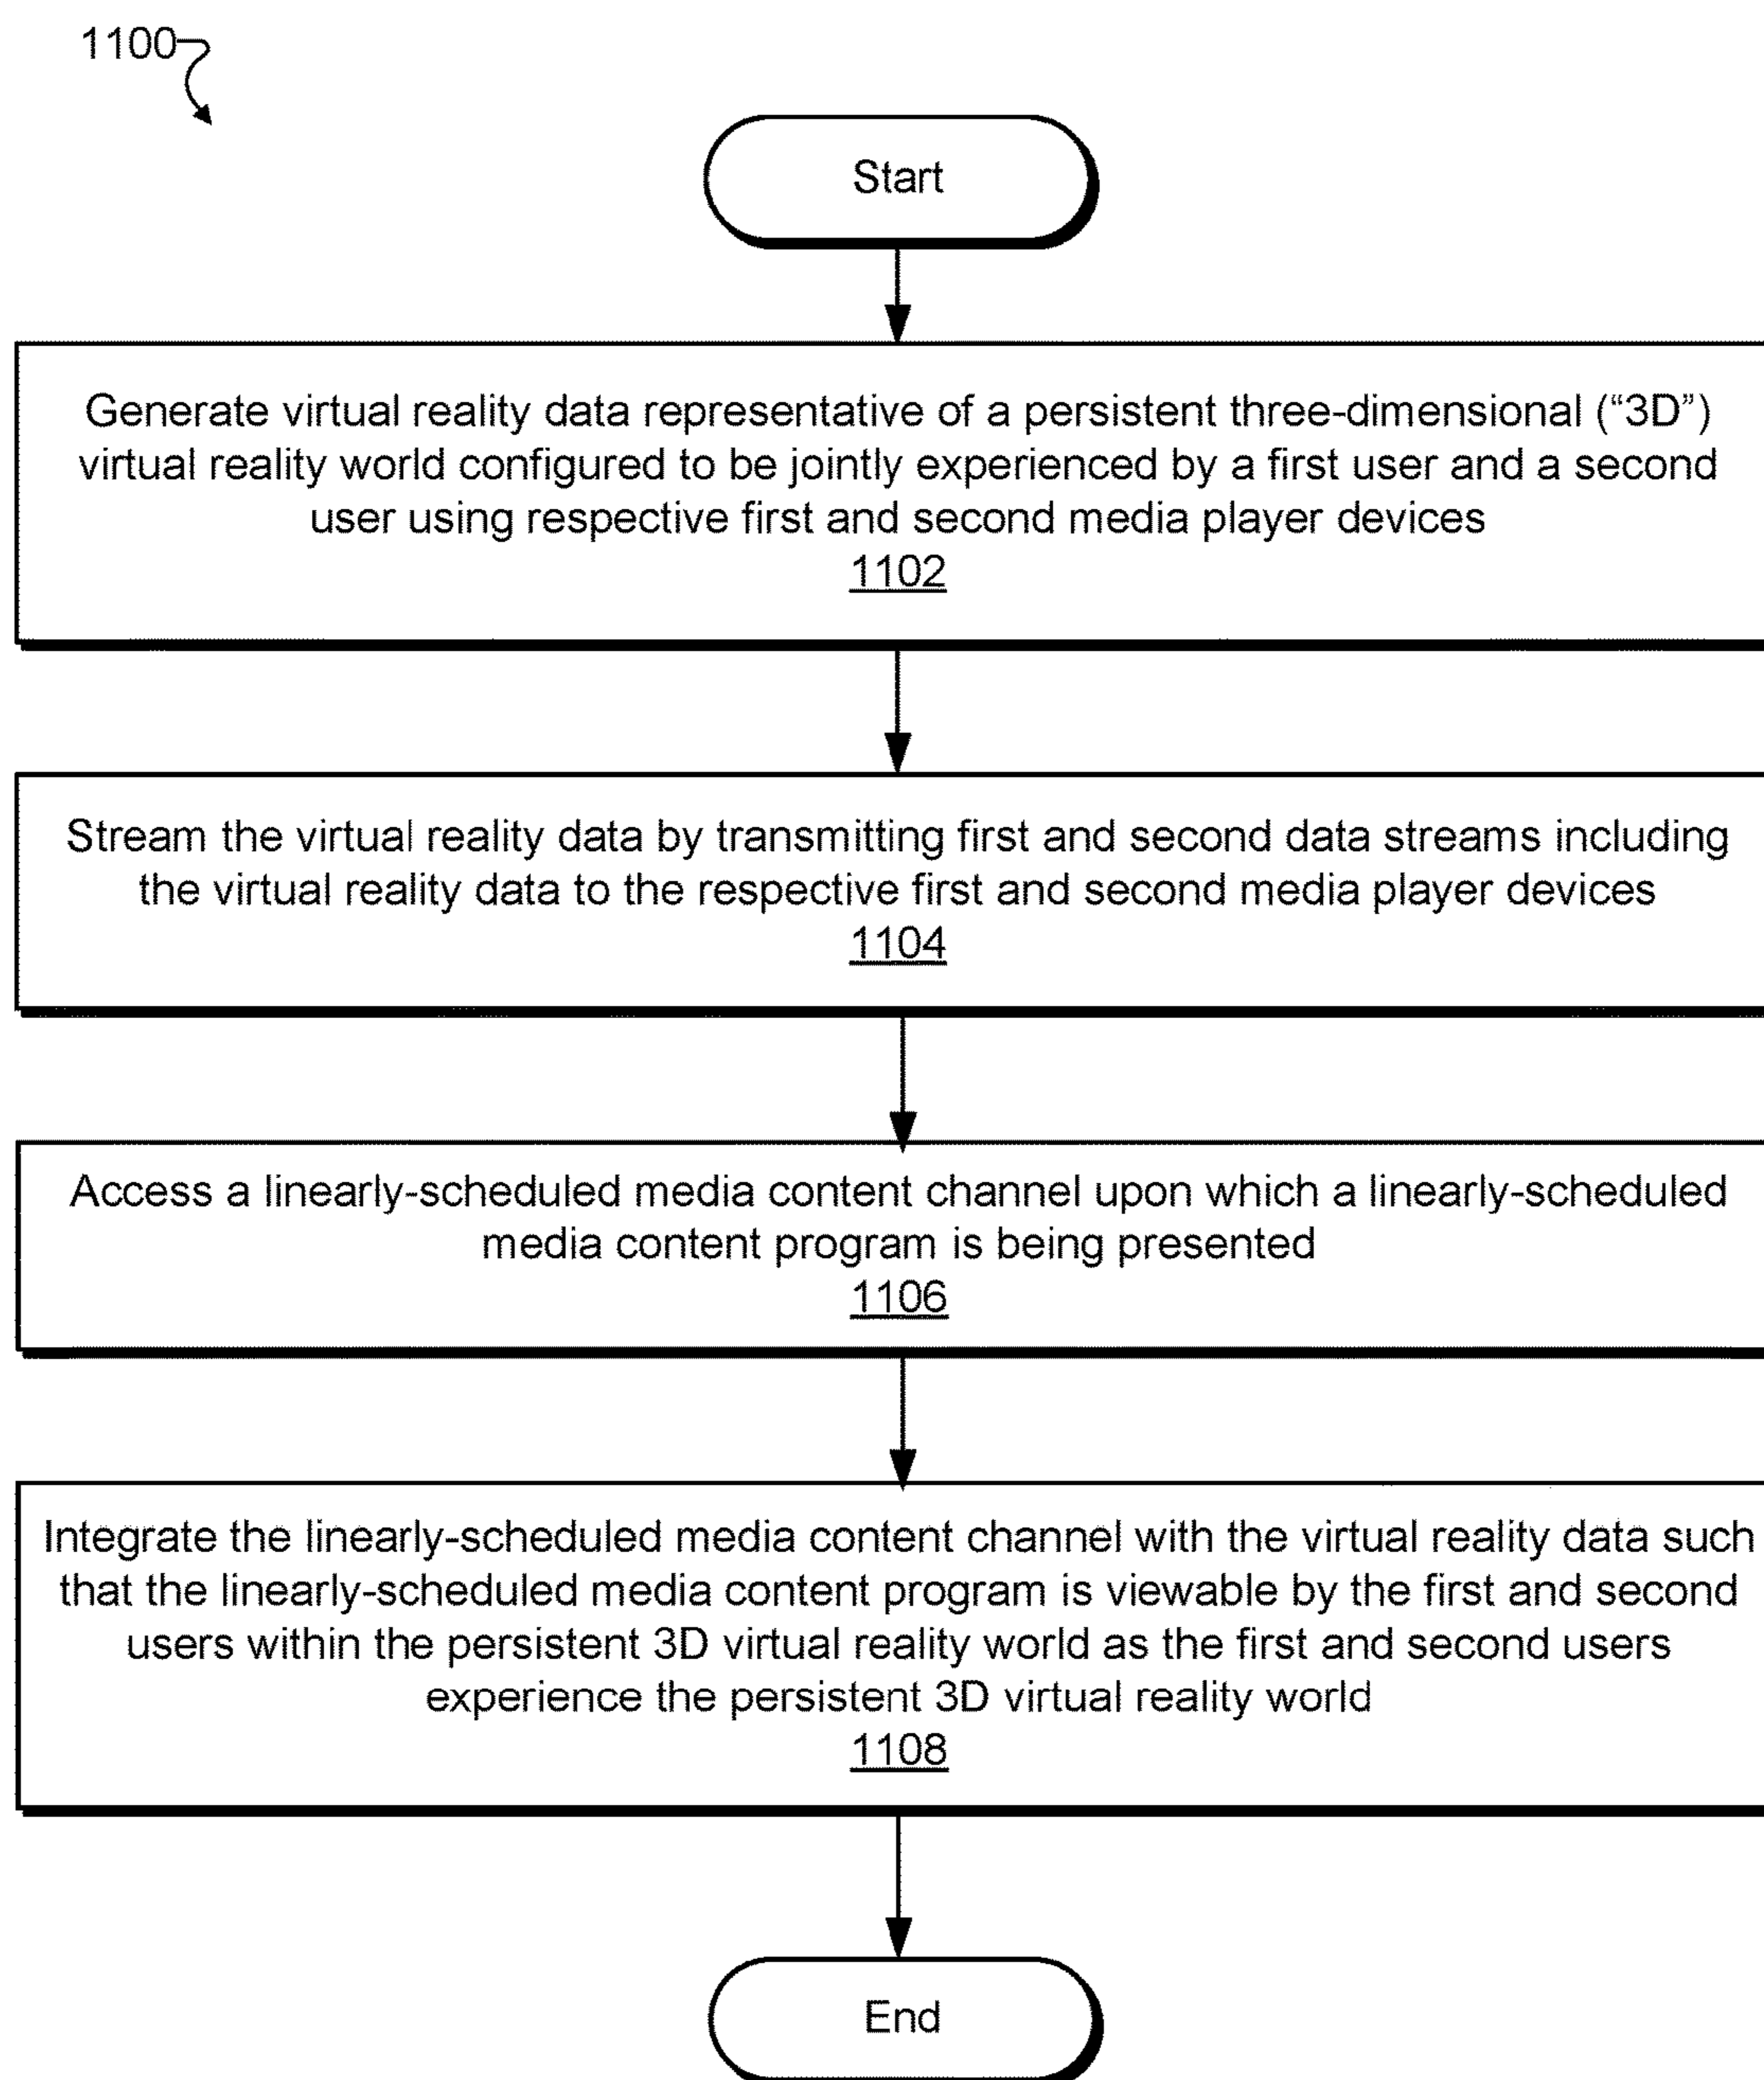 1100
Start
Generate virtual reality data representative of a persistent three-dimensional (“3D”)
virtual reality world configured to be jointly experienced by a first user and a second
user using respective first and second media player devices
1102
Stream the virtual reality data by transmitting first and second data streams including
the virtual reality data to the respective first and second media player devices
1104
Access a linearly-scheduled media content channel upon which a linearly-scheduled
media content program is being presented
1106
Integrate the linearly-scheduled media content channel with the virtual reality data such
that the linearly-scheduled media content program is viewable by the first and second
users within the persistent 3D virtual reality world as the first and second users
experience the persistent 3D virtual reality world
1108
End